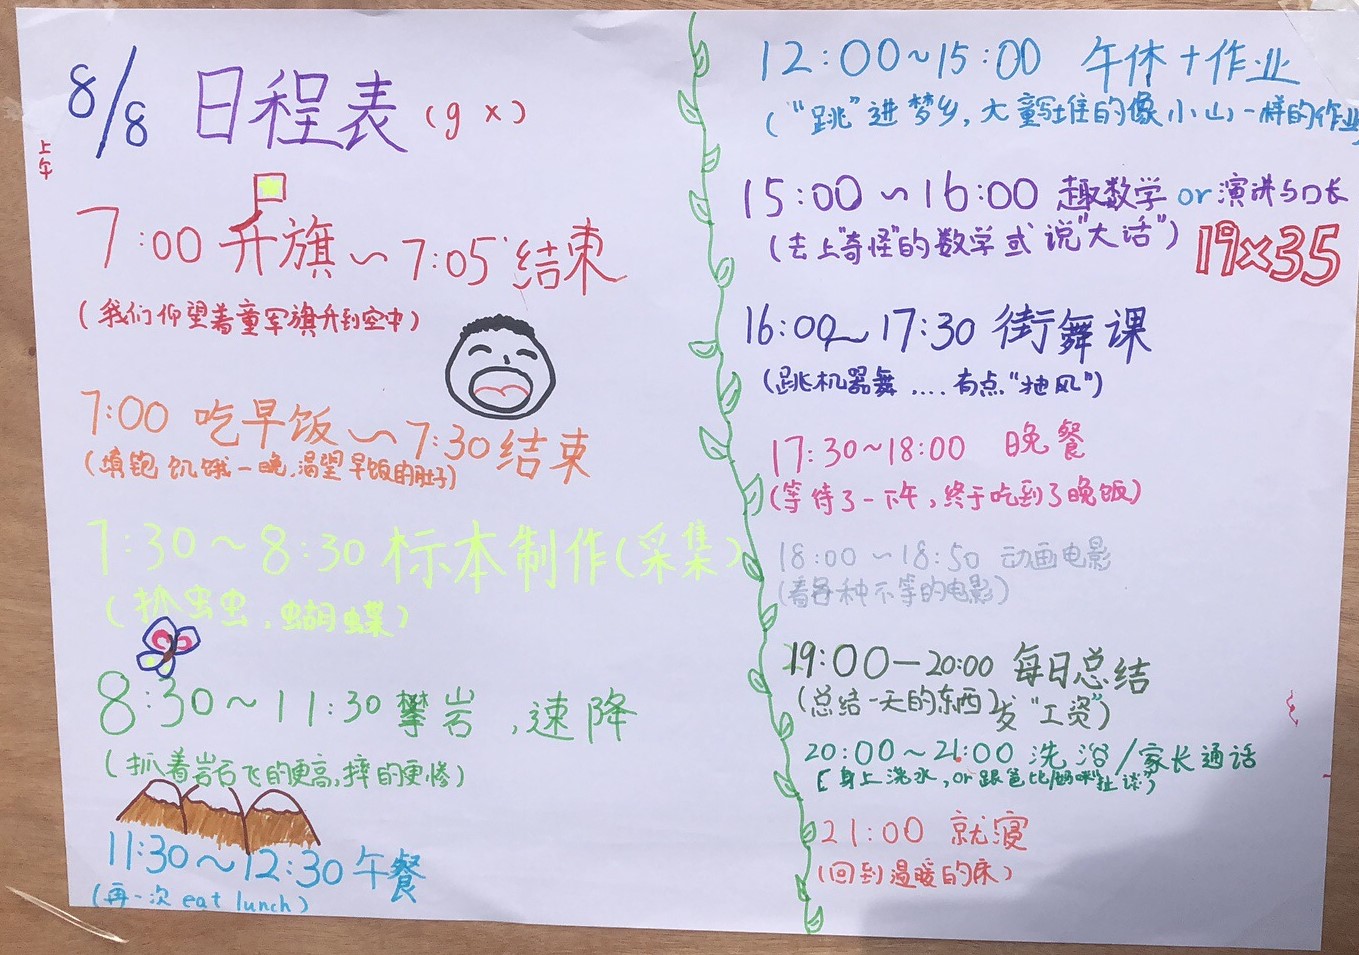 8/8 日程表(g x)
上午
7:00 升旗 ~ 7:05 结束
(我们仰望着童军旗升到空中)
7:00 吃早饭 ~ 7:30 结束
(填饱饥饿一晚,渴望早饭的肚子)
7:30~8:30 标本制作(采集)
(抓虫虫,蝴蝶)
8:30~11:30 攀岩,速降
(抓着岩石飞的更高,摔的更惨)
11:30~12:30 午餐
(再一次 eat lunch)
12:00~15:00 午休+作业
("跳"进梦乡,大童写堆的像小山一样的作业
15:00~16:00 趣数学 or 演讲与口长
(去上"奇怪"的数学或说"大话")
19×35
16:00~17:30 街舞课
(跳机器舞....有点"抽风")
17:30~18:00 晚餐
(等待了一下午,终于吃到了晚饭)
18:00~18:50 动画电影
(看各种不等的电影)
19:00—20:00 每日总结
(总结一天的东西)发"工资")
20:00~21:00 洗浴/家长通话
[身上浇水,or跟爸比/妈咪"扯谈")
21:00 就寝
(回到温暖的床)